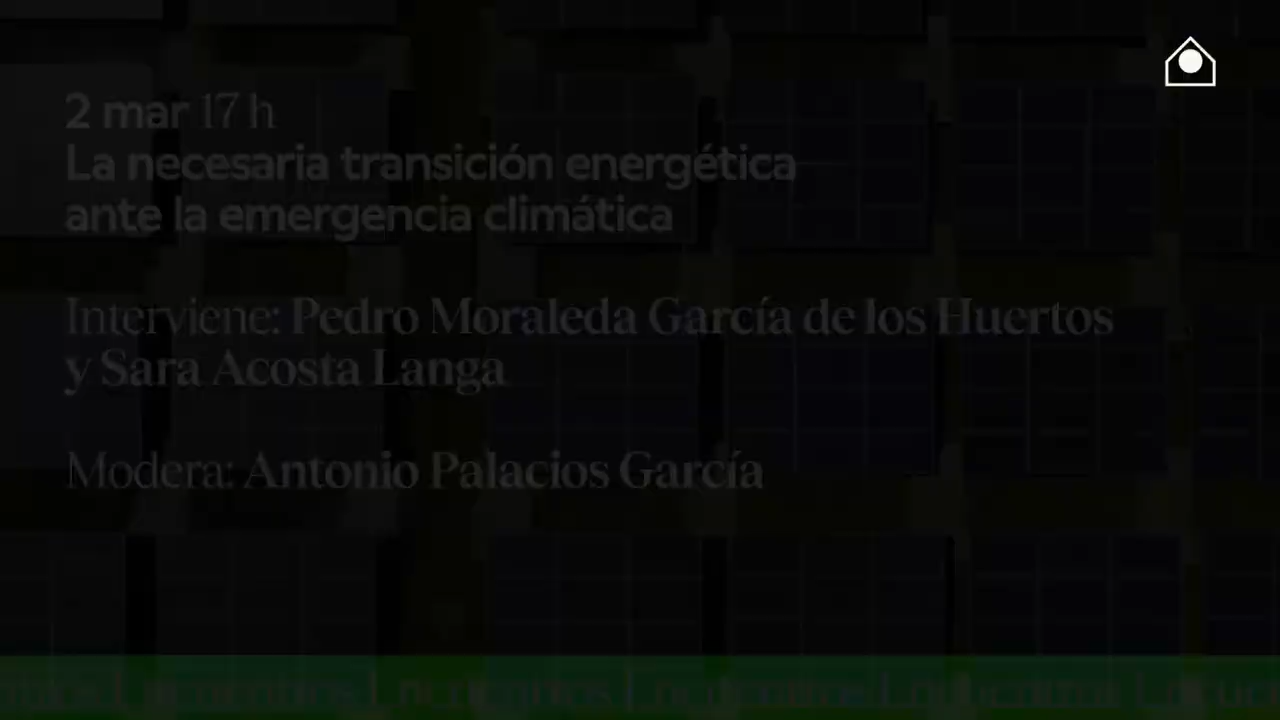 2 mar 17 h
La necesaria transición energética
ante la emergencia climática
Interviene: Pedro Moraleda García de los Huertos
y Sara Acosta Langa
Modera: Antonio Palacios García